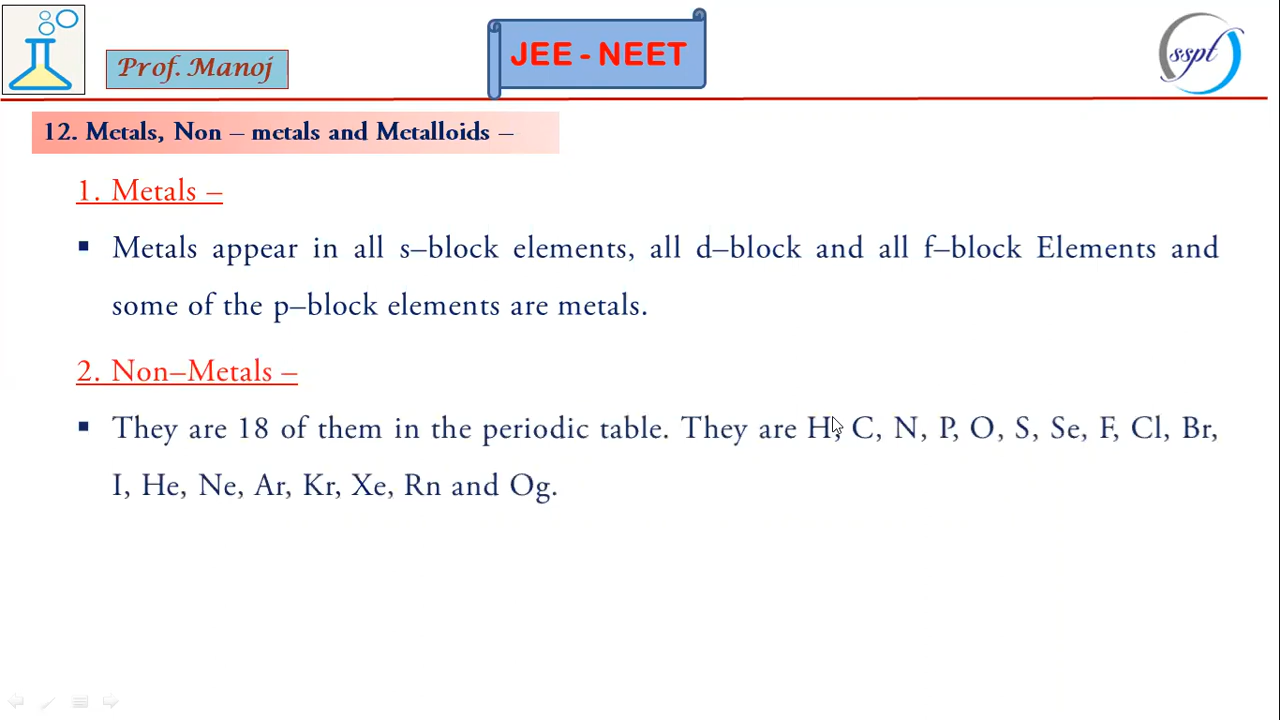 Prof. Manoj
JEE - NEET
sspt
12. Metals, Non – metals and Metalloids –
1. Metals –
▪ Metals appear in all s–block elements, all d–block and all f–block Elements and
some of the p–block elements are metals.
2. Non–Metals –
▪ They are 18 of them in the periodic table. They are H, C, N, P, O, S, Se, F, Cl, Br,
I, He, Ne, Ar, Kr, Xe, Rn and Og.